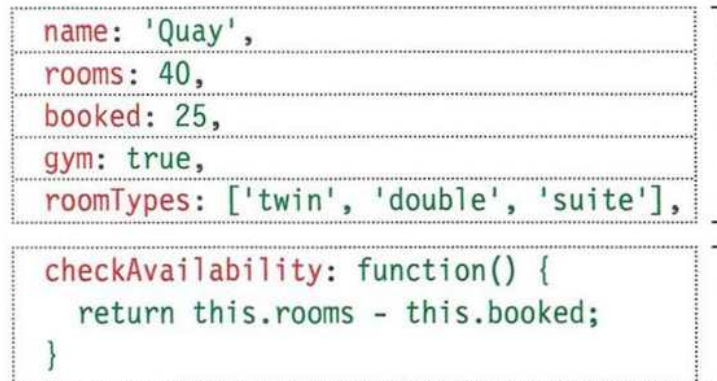 name: 'Quay',
rooms: 40,
booked: 25,
gym: true,
roomTypes: ['twin', 'double', 'suite'],
checkAvailability: function() {
return this.rooms - this.booked;
}